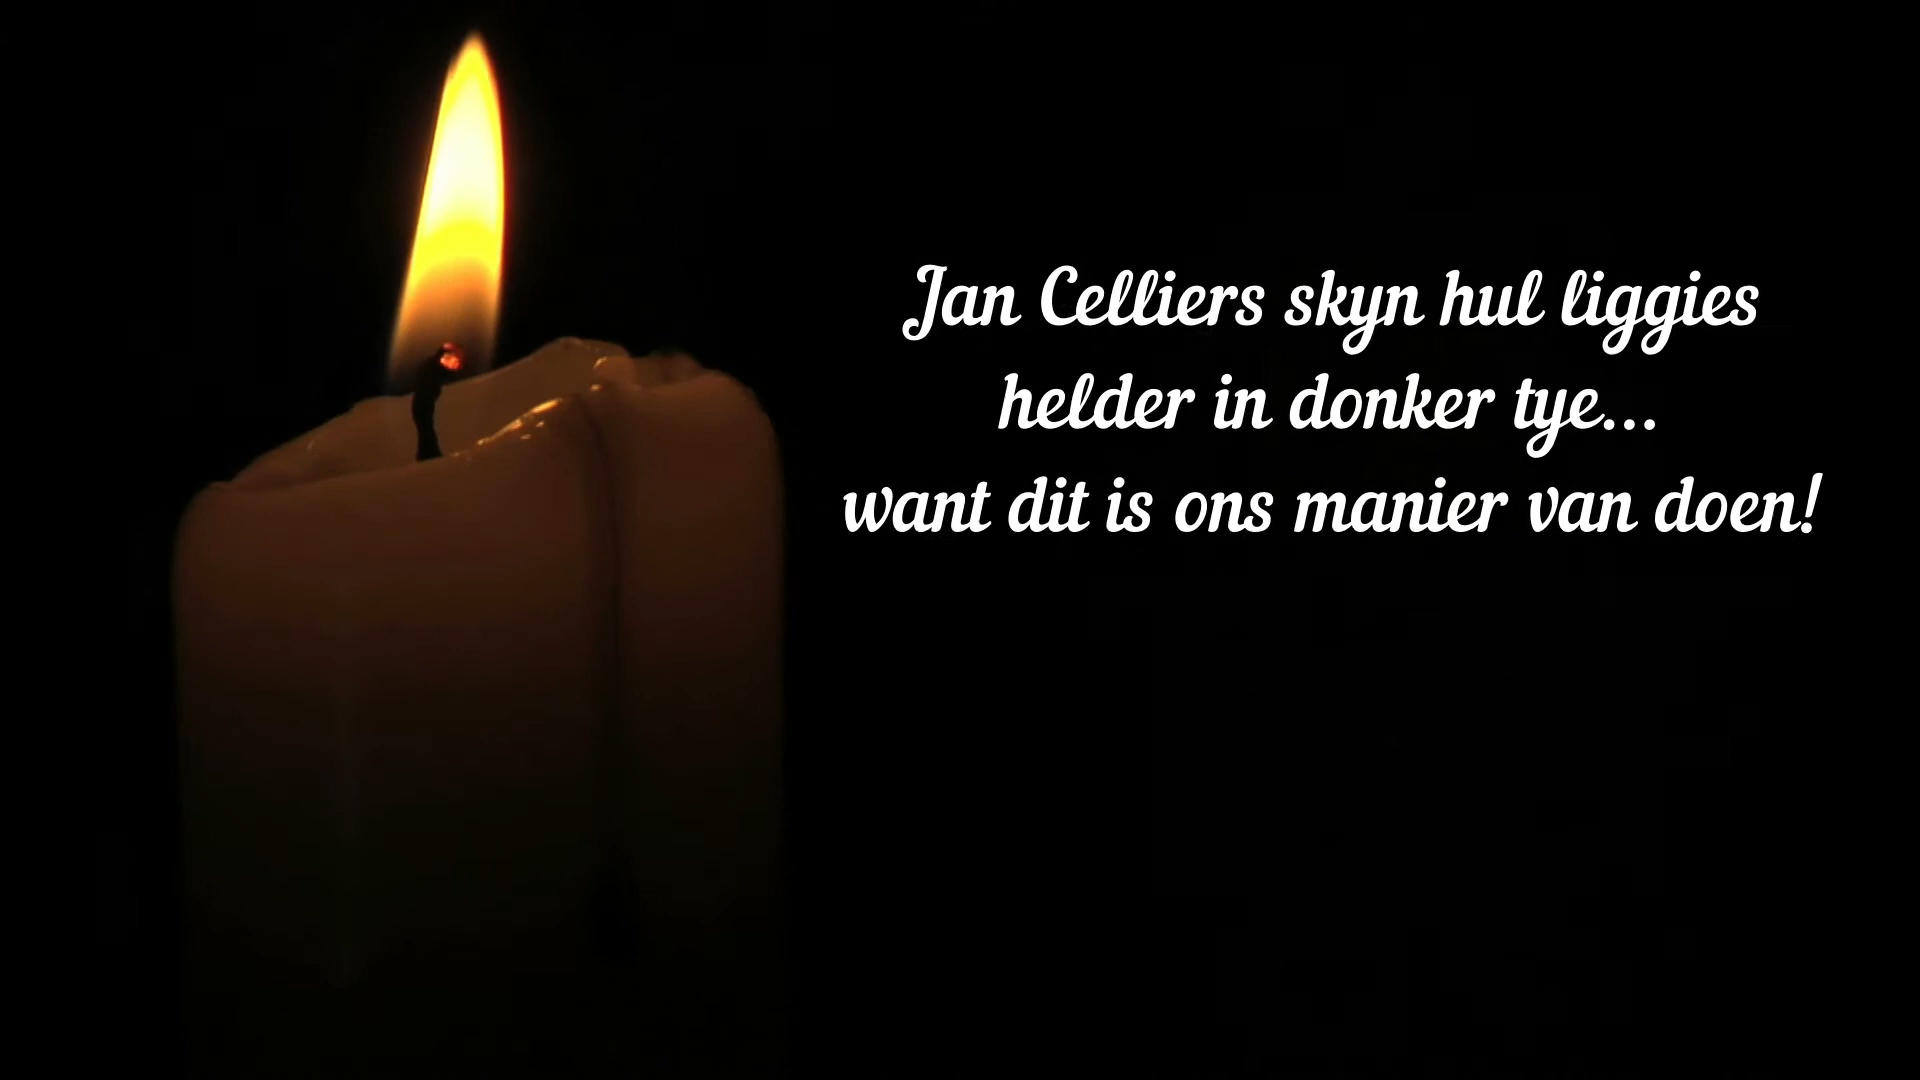 Jan Celliers skyn hul liggies
helder in donker tye...
want dit is ons manier van doen!